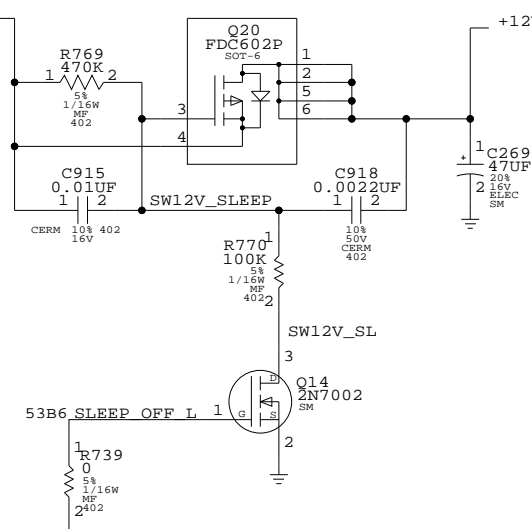 +12
Q20
FDC602P
SOT-6
R769
470K
1 2
5%
1/16W
MF
402
3
4
1
2
5
6
C915
0.01UF
1 2
CERM 10% 402
16V
SW12V_SLEEP
C918
0.0022UF
1 2
10%
50V
CERM
402
1
+
C269
47UF
20%
16V
ELEC
SM
2
1
R770
100K
5%
1/16W
MF
402
2
SW12V_SL
3
D
Q14
2N7002
SM
G
S
1
2
53B6 SLEEP_OFF_L
1
R739
0
5%
1/16W
MF
402
2